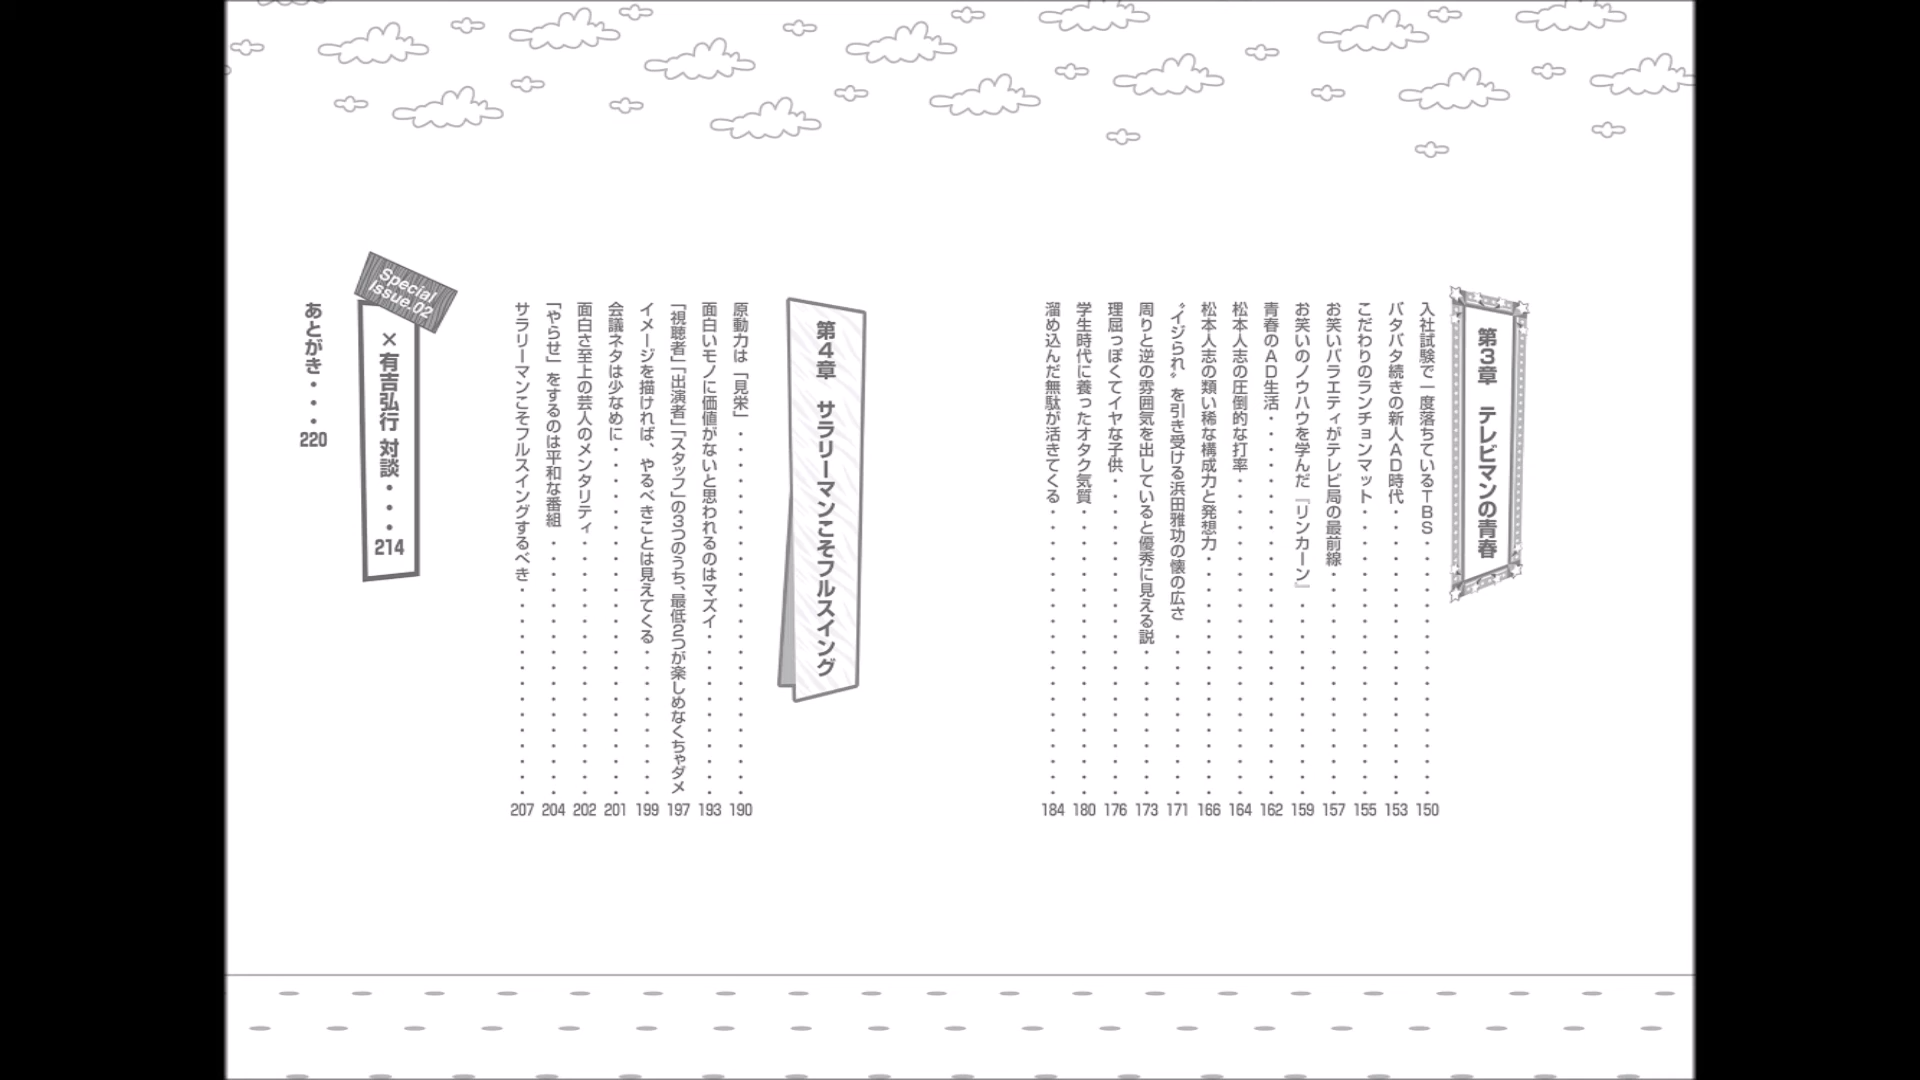 第3章　テレビマンの青春
入社試験で一度落ちているTBS・・・・・・・・・・・・・・・・・150
バタバタ続きの新人AD時代・・・・・・・・・・・・・・・・・・・153
こだわりのランチョンマット・・・・・・・・・・・・・・・・・・・155
お笑いバラエティがテレビ局の最前線・・・・・・・・・・・・・・・157
お笑いのノウハウを学んだ『リンカーン』・・・・・・・・・・・・・159
青春のAD生活・・・・・・・・・・・・・・・・・・・・・・・・・162
松本人志の圧倒的な打率・・・・・・・・・・・・・・・・・・・・・164
松本人志の類い稀な構成力と発想力・・・・・・・・・・・・・・・・166
〝イジられ〟を引き受ける浜田雅功の懐の広さ・・・・・・・・・・・171
周りと逆の雰囲気を出していると優秀に見える説・・・・・・・・・・173
理屈っぽくてイヤな子供・・・・・・・・・・・・・・・・・・・・・176
学生時代に養ったオタク気質・・・・・・・・・・・・・・・・・・・180
溜め込んだ無駄が活きてくる・・・・・・・・・・・・・・・・・・・184
第4章　サラリーマンこそフルスイング
原動力は「見栄」・・・・・・・・・・・・・・・・・・・・・・・・190
面白いモノに価値がないと思われるのはマズイ・・・・・・・・・・・193
「視聴者」「出演者」「スタッフ」の3つのうち、最低2つが楽しめなくちゃダメ・197
イメージを描ければ、やるべきことは見えてくる・・・・・・・・・・199
会議ネタは少なめに・・・・・・・・・・・・・・・・・・・・・・・201
面白さ至上の芸人のメンタリティ・・・・・・・・・・・・・・・・・202
「やらせ」をするのは平和な番組・・・・・・・・・・・・・・・・・204
サラリーマンこそフルスイングするべき・・・・・・・・・・・・・・207
Special
Issue.02
×有吉弘行 対談・・・214
あとがき・・・220